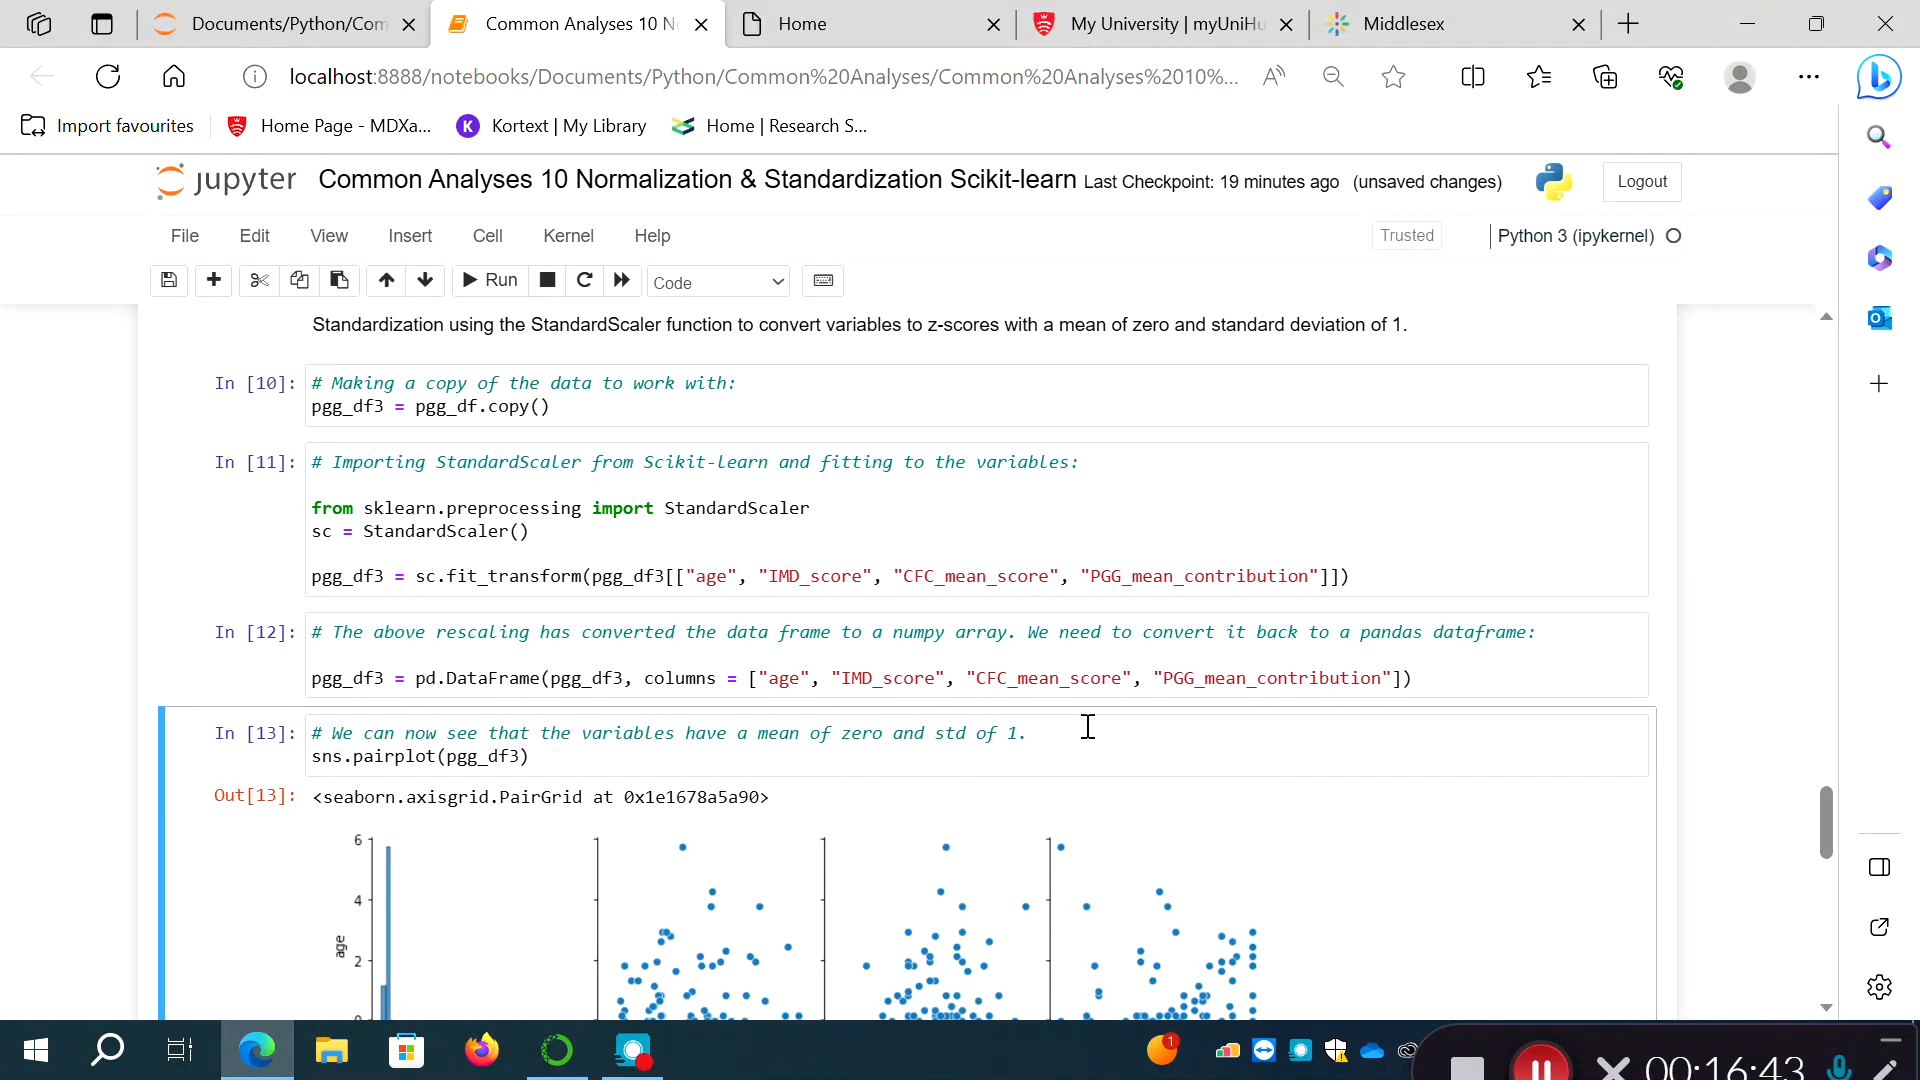 Documents/Python/Com
Common Analyses 10 No
Home
My University | myUniHu
Middlesex
localhost:8888/notebooks/Documents/Python/Common%20Analyses/Common%20Analyses%2010%...
Import favourites
Home Page - MDXa...
K Kortext | My Library
Home | Research S...
jupyter Common Analyses 10 Normalization & Standardization Scikit-learn Last Checkpoint: 19 minutes ago (unsaved changes)
Logout
File Edit View Insert Cell Kernel Help
Trusted
Python 3 (ipykernel)
Run
Code
Standardization using the StandardScaler function to convert variables to z-scores with a mean of zero and standard deviation of 1.
In [10]: # Making a copy of the data to work with:
pgg_df3 = pgg_df.copy()
In [11]: # Importing StandardScaler from Scikit-learn and fitting to the variables:
from sklearn.preprocessing import StandardScaler
sc = StandardScaler()
pgg_df3 = sc.fit_transform(pgg_df3[["age", "IMD_score", "CFC_mean_score", "PGG_mean_contribution"]])
In [12]: # The above rescaling has converted the data frame to a numpy array. We need to convert it back to a pandas dataframe:
pgg_df3 = pd.DataFrame(pgg_df3, columns = ["age", "IMD_score", "CFC_mean_score", "PGG_mean_contribution"])
In [13]: # We can now see that the variables have a mean of zero and std of 1.
sns.pairplot(pgg_df3)
Out[13]: <seaborn.axisgrid.PairGrid at 0x1e1678a5a90>
6
4
age
2
0
1
00:16:43